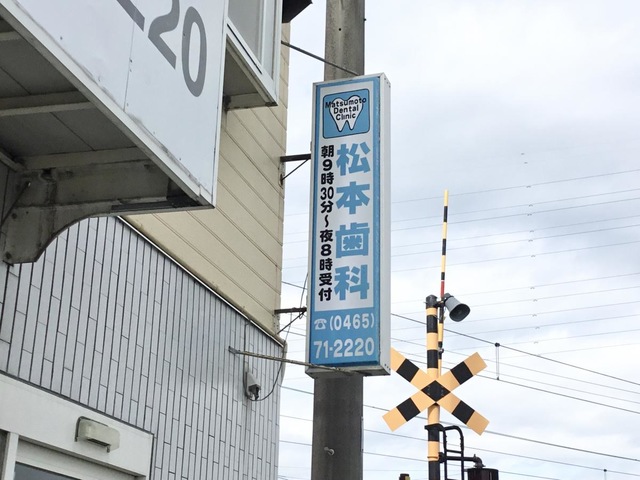 220
Matsumoto
Dental
Clinic
松本歯科
朝9時30分～夜8時受付
☎(0465)
71-2220